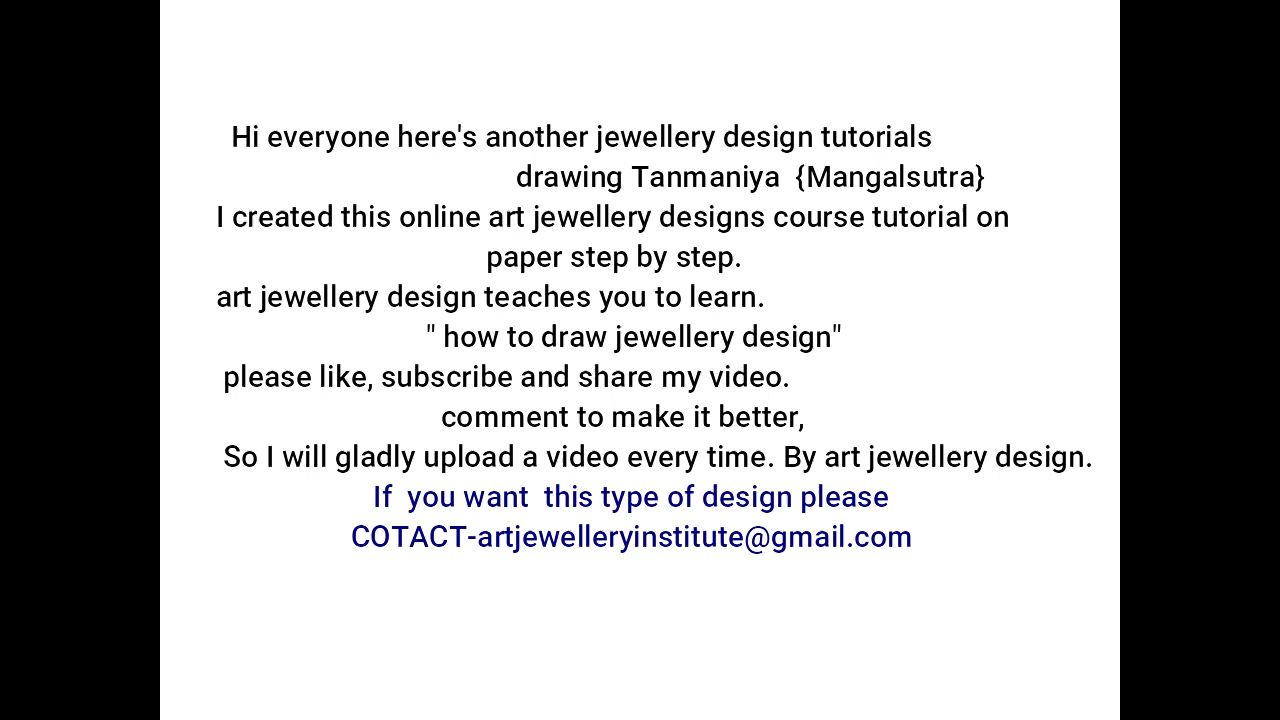 Hi everyone here's another jewellery design tutorials
drawing Tanmaniya {Mangalsutra}
I created this online art jewellery designs course tutorial on
paper step by step.
art jewellery design teaches you to learn.
" how to draw jewellery design"
please like, subscribe and share my video.
comment to make it better,
So I will gladly upload a video every time. By art jewellery design.
If you want this type of design please
COTACT-artjewelleryinstitute@gmail.com